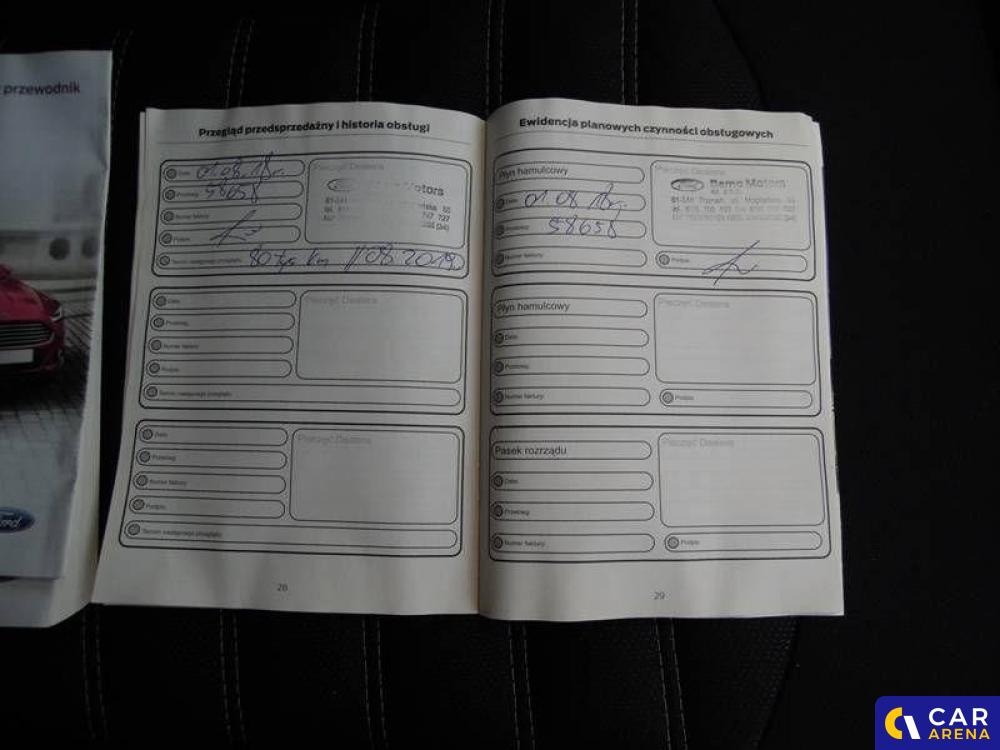 przewodnik
Ford
Przegląd przedsprzedażny i historia obsługi
Data 01.08.18r.
Przebieg 58658
Numer faktury
Podpis
Termin następnego przeglądu 80 tys km // 08.2019
Pieczęć Dealera
Motors
Data
Przebieg
Numer faktury
Podpis
Termin następnego przeglądu
Pieczęć Dealera
Data
Przebieg
Numer faktury
Podpis
Termin następnego przeglądu
Pieczęć Dealera
28
Ewidencja planowych czynności obsługowych
Płyn hamulcowy
Data 01.08.18r.
Przebieg 58658
Numer faktury
Pieczęć Dealera
Bemo Motors
Podpis
Płyn hamulcowy
Data
Przebieg
Numer faktury
Pieczęć Dealera
Podpis
Pasek rozrządu
Data
Przebieg
Numer faktury
Pieczęć Dealera
Podpis
29
CAR
ARENA